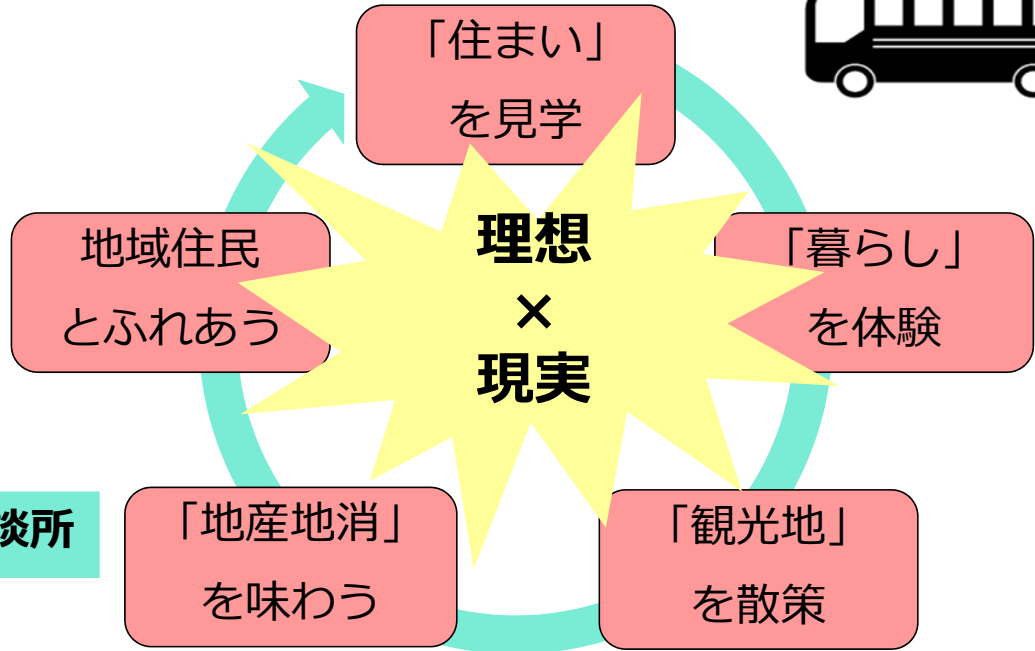 「住まい」
を見学
理想
×
現実
「暮らし」
を体験
地域住民
とふれあう
談所
「地産地消」
を味わう
「観光地」
を散策